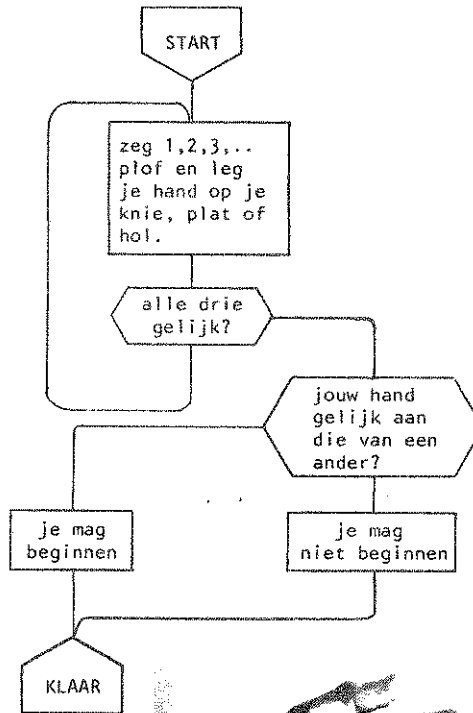 START
zeg 1,2,3,..
plof en leg
je hand op je
knie, plat of
hol.
alle drie
gelijk?
jouw hand
gelijk aan
die van een
ander?
je mag
beginnen
je mag
niet beginnen
KLAAR